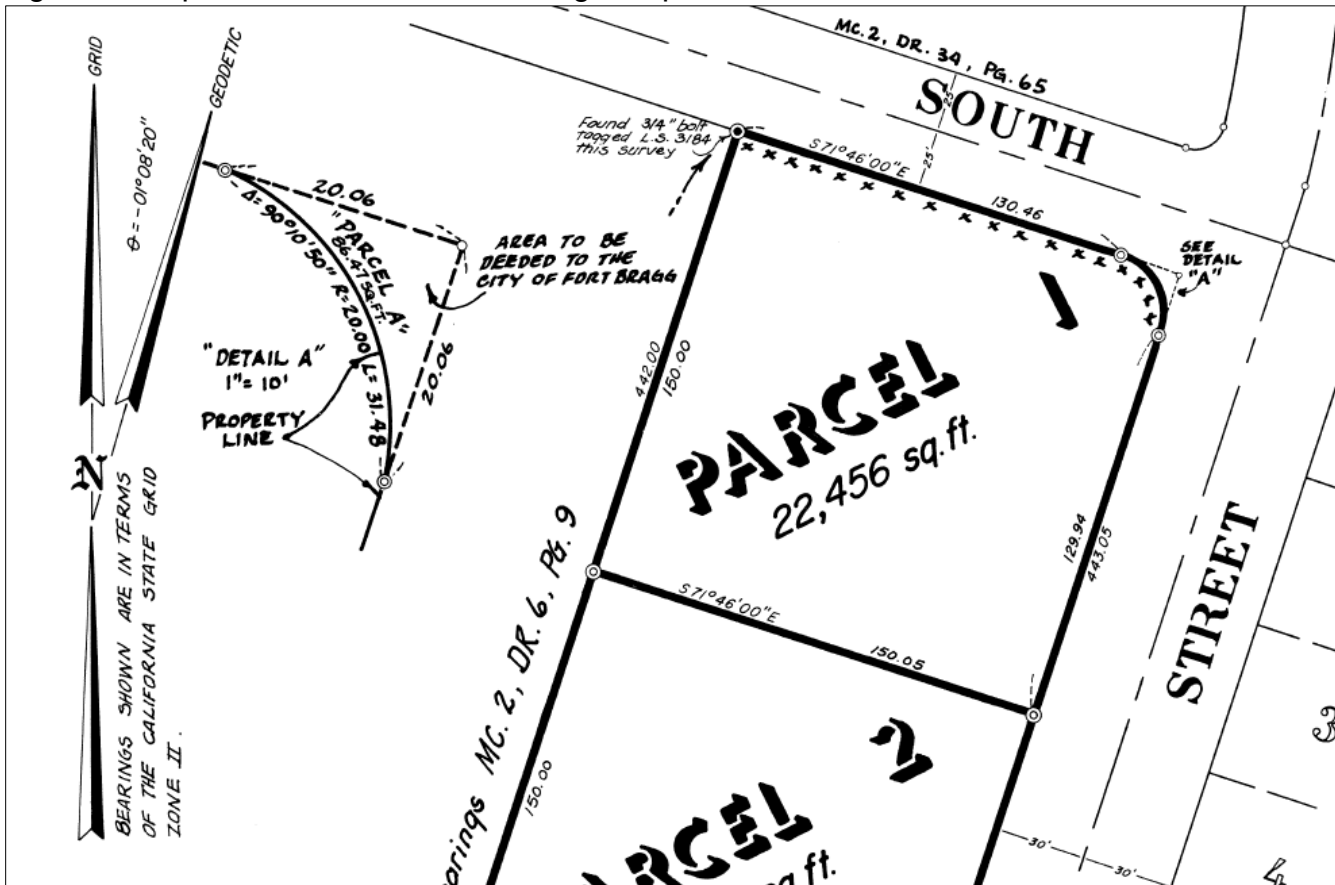 GRID
GEODETIC
θ = -01°08'20"
N
BEARINGS SHOWN ARE IN TERMS
OF THE CALIFORNIA STATE GRID
ZONE II.
20.06
Δ= 90°10'50" R=20.00 L= 31.48
"PARCEL A"
86.47 SQ.FT.
20.06
"DETAIL A"
1"= 10'
PROPERTY
LINE
AREA TO BE
DEEDED TO THE
CITY OF FORT BRAGG
Found 3/4" bolt
tagged L.S. 3184
this survey
MC. 2, DR. 34, PG. 65
SOUTH
25'
25'
S71°46'00"E
130.46
SEE
DETAIL
"A"
442.00
150.00
PARCEL 1
22,456 sq.ft.
129.94
443.05
STREET
MC. 2, DR. 6, PG. 9
S71°46'00"E
150.05
150.00
PARCEL 2
30'
30'
3
4